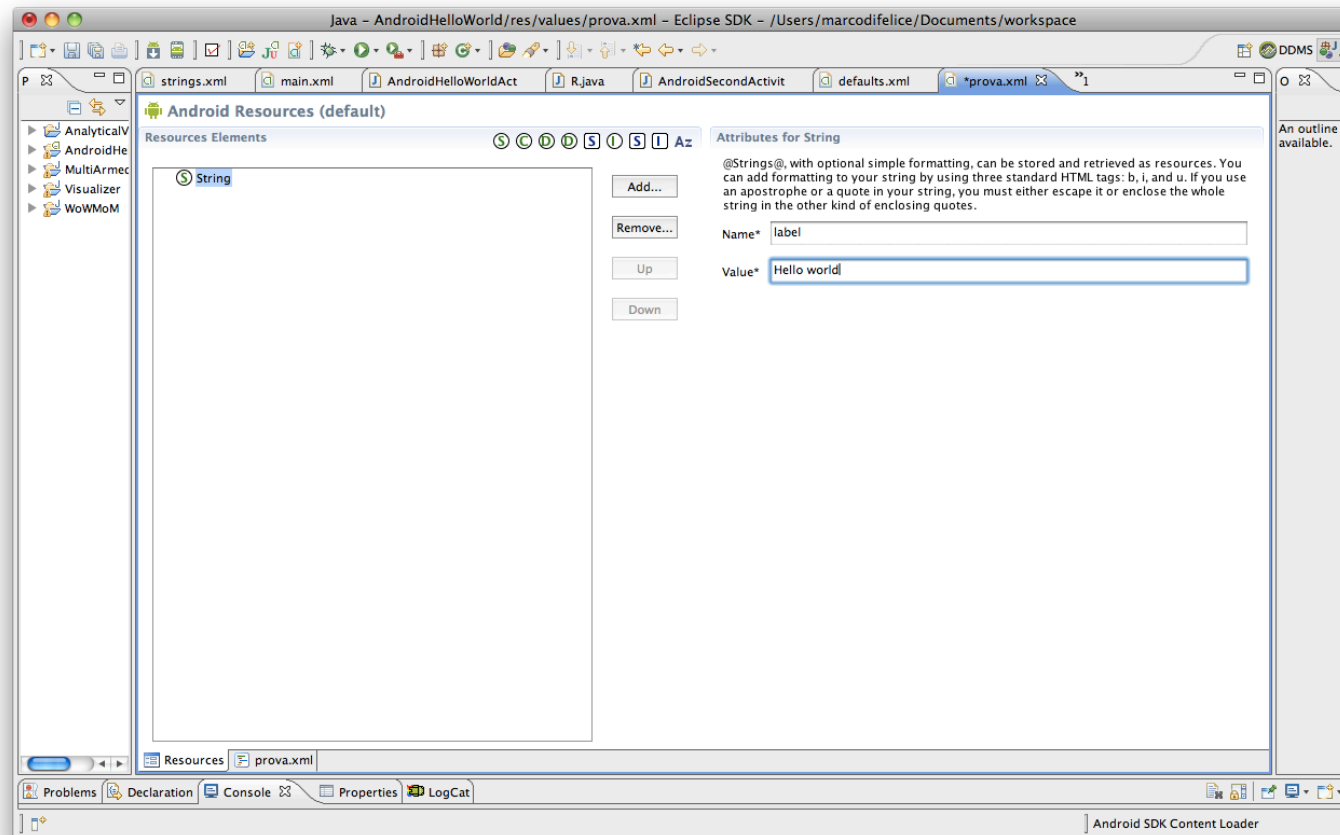 Java – AndroidHelloWorld/res/values/prova.xml – Eclipse SDK – /Users/marcodifelice/Documents/workspace
DDMS J
P
strings.xml main.xml AndroidHelloWorldAct R.java AndroidSecondActivit defaults.xml *prova.xml »1
O
Android Resources (default)
AnalyticalV
AndroidHe
MultiArmed
Visualizer
WoWMoM
Resources Elements
S C D D S I S I Az
S String
Add...
Remove...
Up
Down
Attributes for String
@Strings@, with optional simple formatting, can be stored and retrieved as resources. You
can add formatting to your string by using three standard HTML tags: b, i, and u. If you use
an apostrophe or a quote in your string, you must either escape it or enclose the whole
string in the other kind of enclosing quotes.
Name* label
Value* Hello world
An outline
available.
Resources prova.xml
Problems Declaration Console Properties LogCat
Android SDK Content Loader